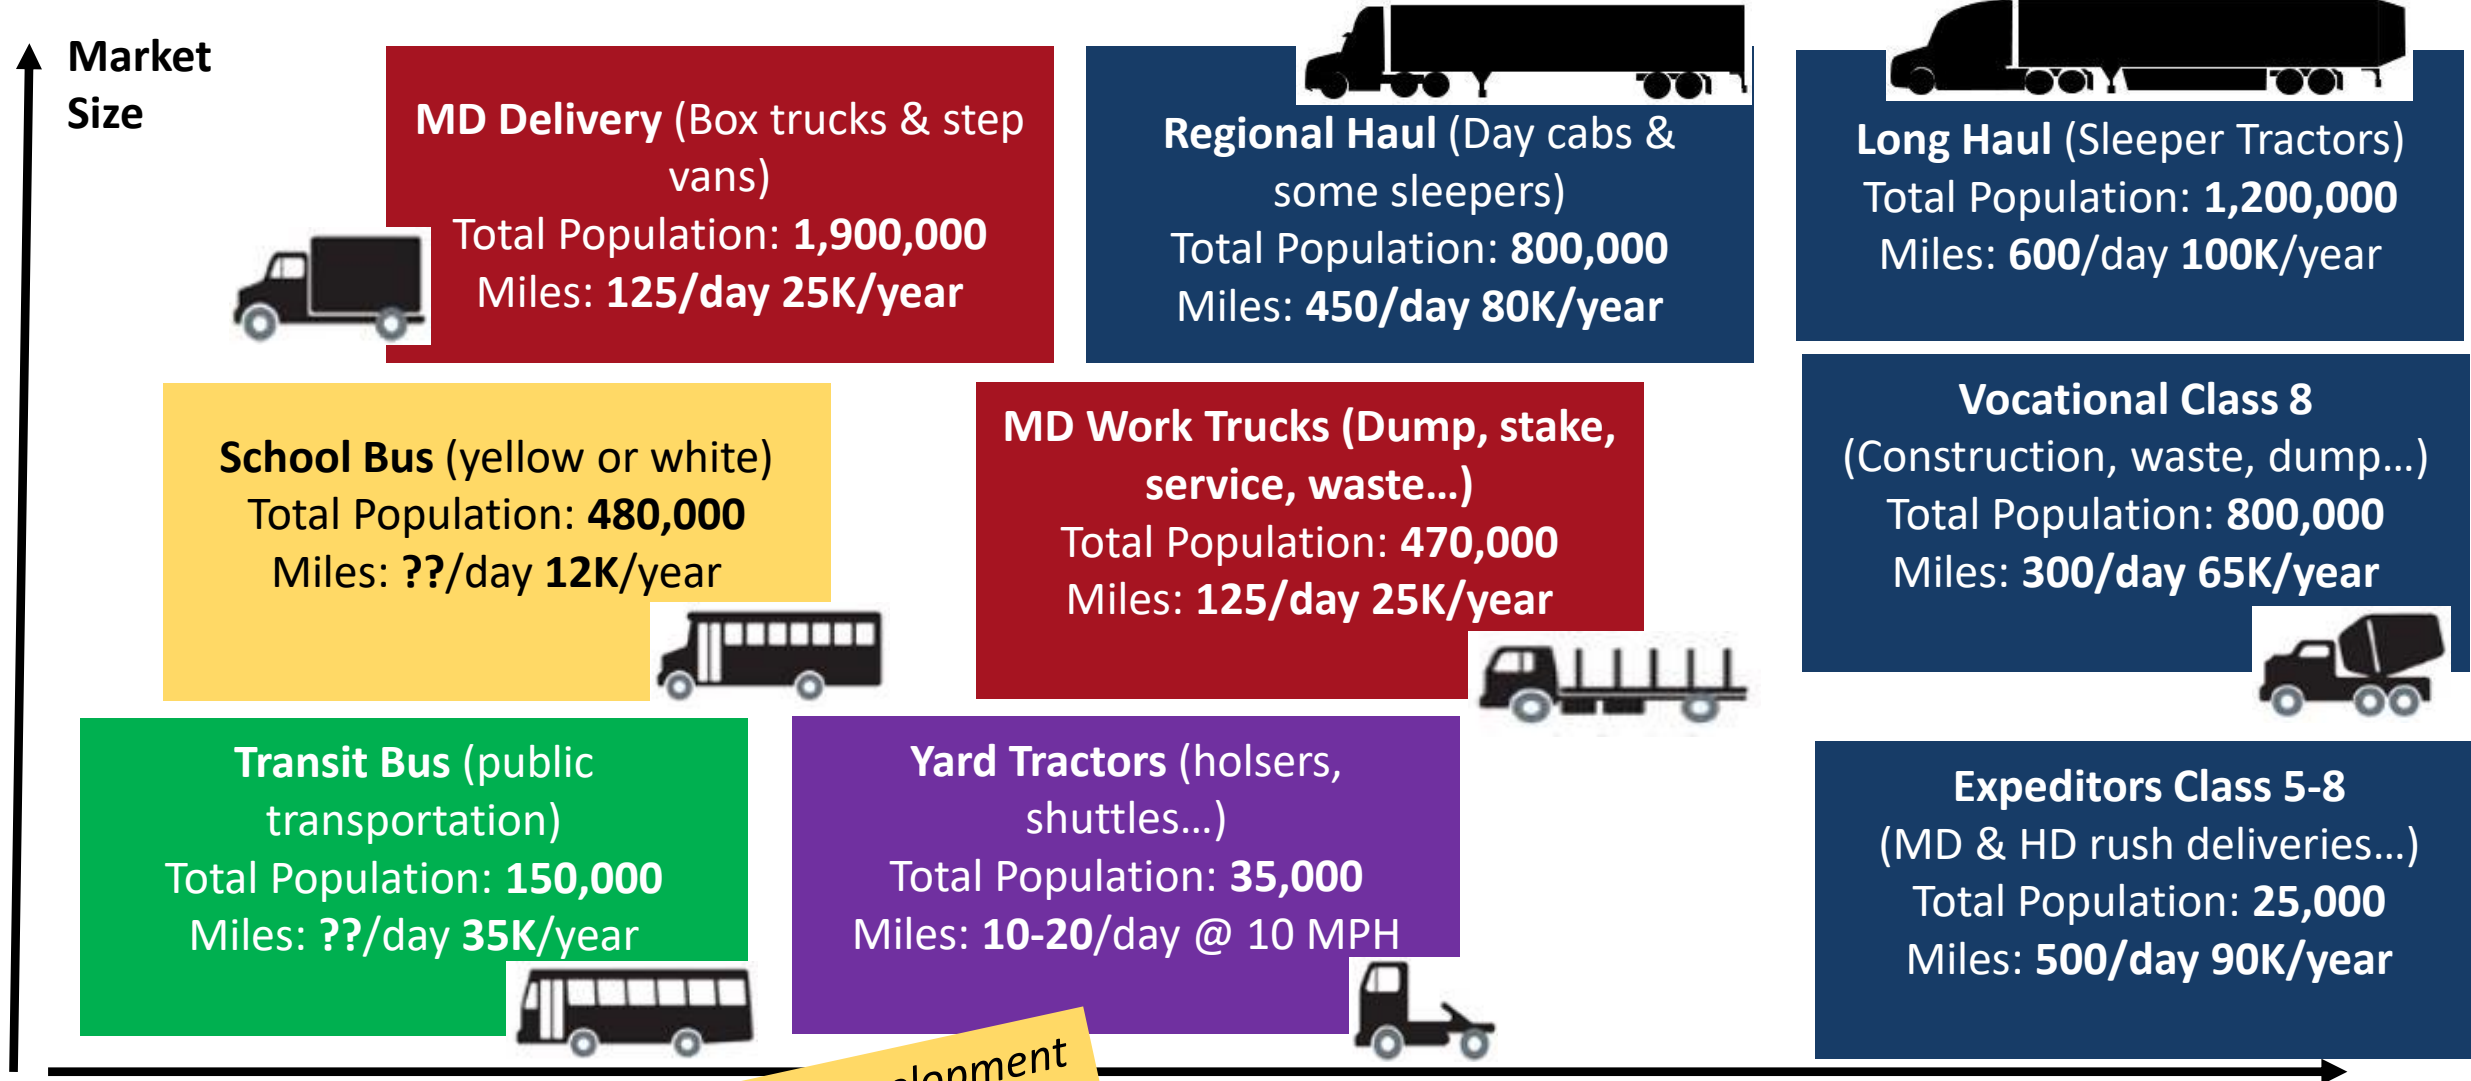 Market
Size
MD Delivery (Box trucks & step
vans)
Total Population: 1,900,000
Miles: 125/day 25K/year
Regional Haul (Day cabs &
some sleepers)
Total Population: 800,000
Miles: 450/day 80K/year
Long Haul (Sleeper Tractors)
Total Population: 1,200,000
Miles: 600/day 100K/year
School Bus (yellow or white)
Total Population: 480,000
Miles: ??/day 12K/year
MD Work Trucks (Dump, stake,
service, waste…)
Total Population: 470,000
Miles: 125/day 25K/year
Vocational Class 8
(Construction, waste, dump…)
Total Population: 800,000
Miles: 300/day 65K/year
Transit Bus (public
transportation)
Total Population: 150,000
Miles: ??/day 35K/year
Yard Tractors (holsers,
shuttles…)
Total Population: 35,000
Miles: 10-20/day @ 10 MPH
Expeditors Class 5-8
(MD & HD rush deliveries…)
Total Population: 25,000
Miles: 500/day 90K/year